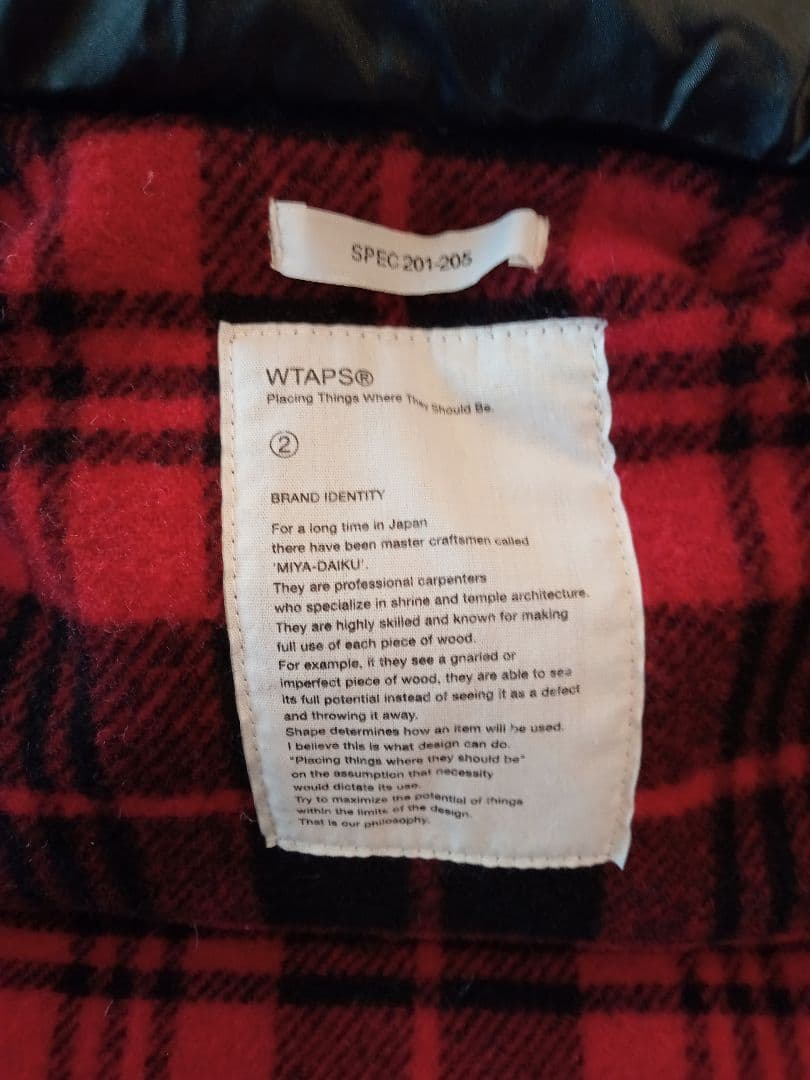 SPEC 201-205
WTAPS®
Placing Things Where They Should Be.
②
BRAND IDENTITY
For a long time in Japan
there have been master craftsmen called
'MIYA-DAIKU'.
They are professional carpenters
who specialize in shrine and temple architecture.
They are highly skilled and known for making
full use of each piece of wood.
For example, if they see a gnarled or
imperfect piece of wood, they are able to see
its full potential instead of seeing it as a defect
and throwing it away.
Shape determines how an item will be used.
I believe this is what design can do.
"Placing things where they should be"
on the assumption that necessity
would dictate its use.
Try to maximize the potential of things
within the limits of the design.
That is our philosophy.